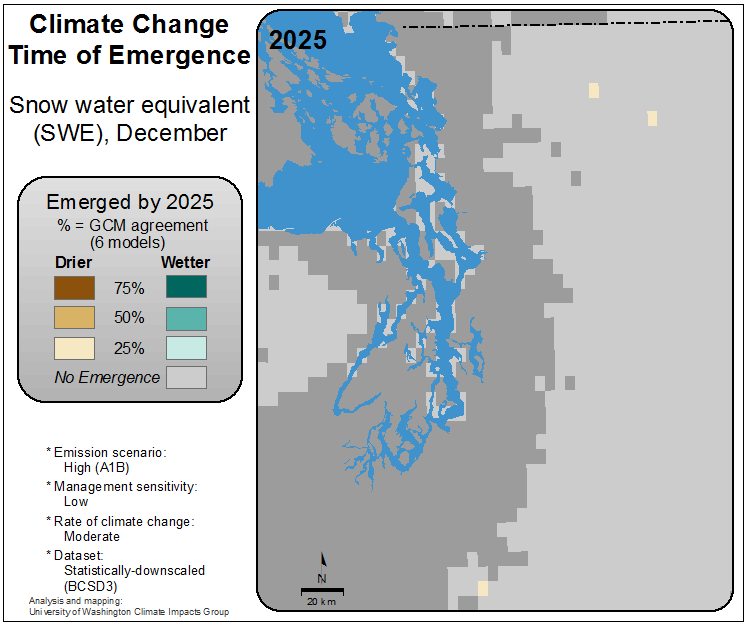 Climate Change
Time of Emergence
Snow water equivalent
(SWE), December
Emerged by 2025
% = GCM agreement
(6 models)
Drier Wetter
75%
50%
25%
No Emergence
* Emission scenario:
High (A1B)
* Management sensitivity:
Low
* Rate of climate change:
Moderate
* Dataset:
Statistically-downscaled
(BCSD3)
Analysis and mapping:
University of Washington Climate Impacts Group
2025
N
20 km